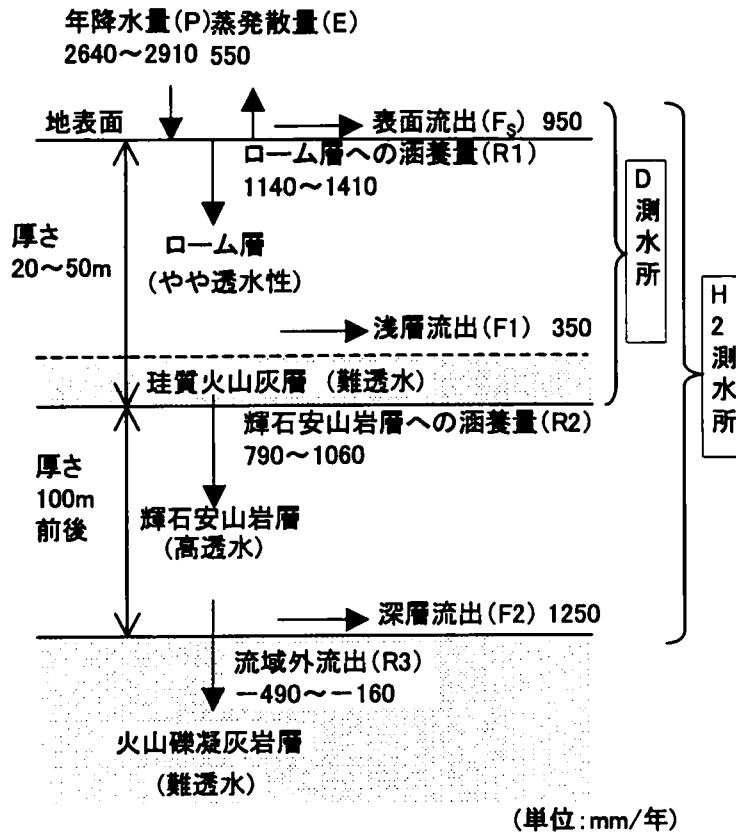 年降水量(P)蒸発散量(E)
2640～2910 550
地表面
表面流出(FS) 950
ローム層への涵養量(R1)
1140～1410
厚さ
20～50m
ローム層
(やや透水性)
浅層流出(F1) 350
珪質火山灰層 (難透水)
D
測
水
所
H
2
測
水
所
輝石安山岩層への涵養量(R2)
790～1060
厚さ
100m
前後
輝石安山岩層
(高透水)
深層流出(F2) 1250
流域外流出(R3)
－490～－160
火山礫凝灰岩層
(難透水)
(単位:mm/年)